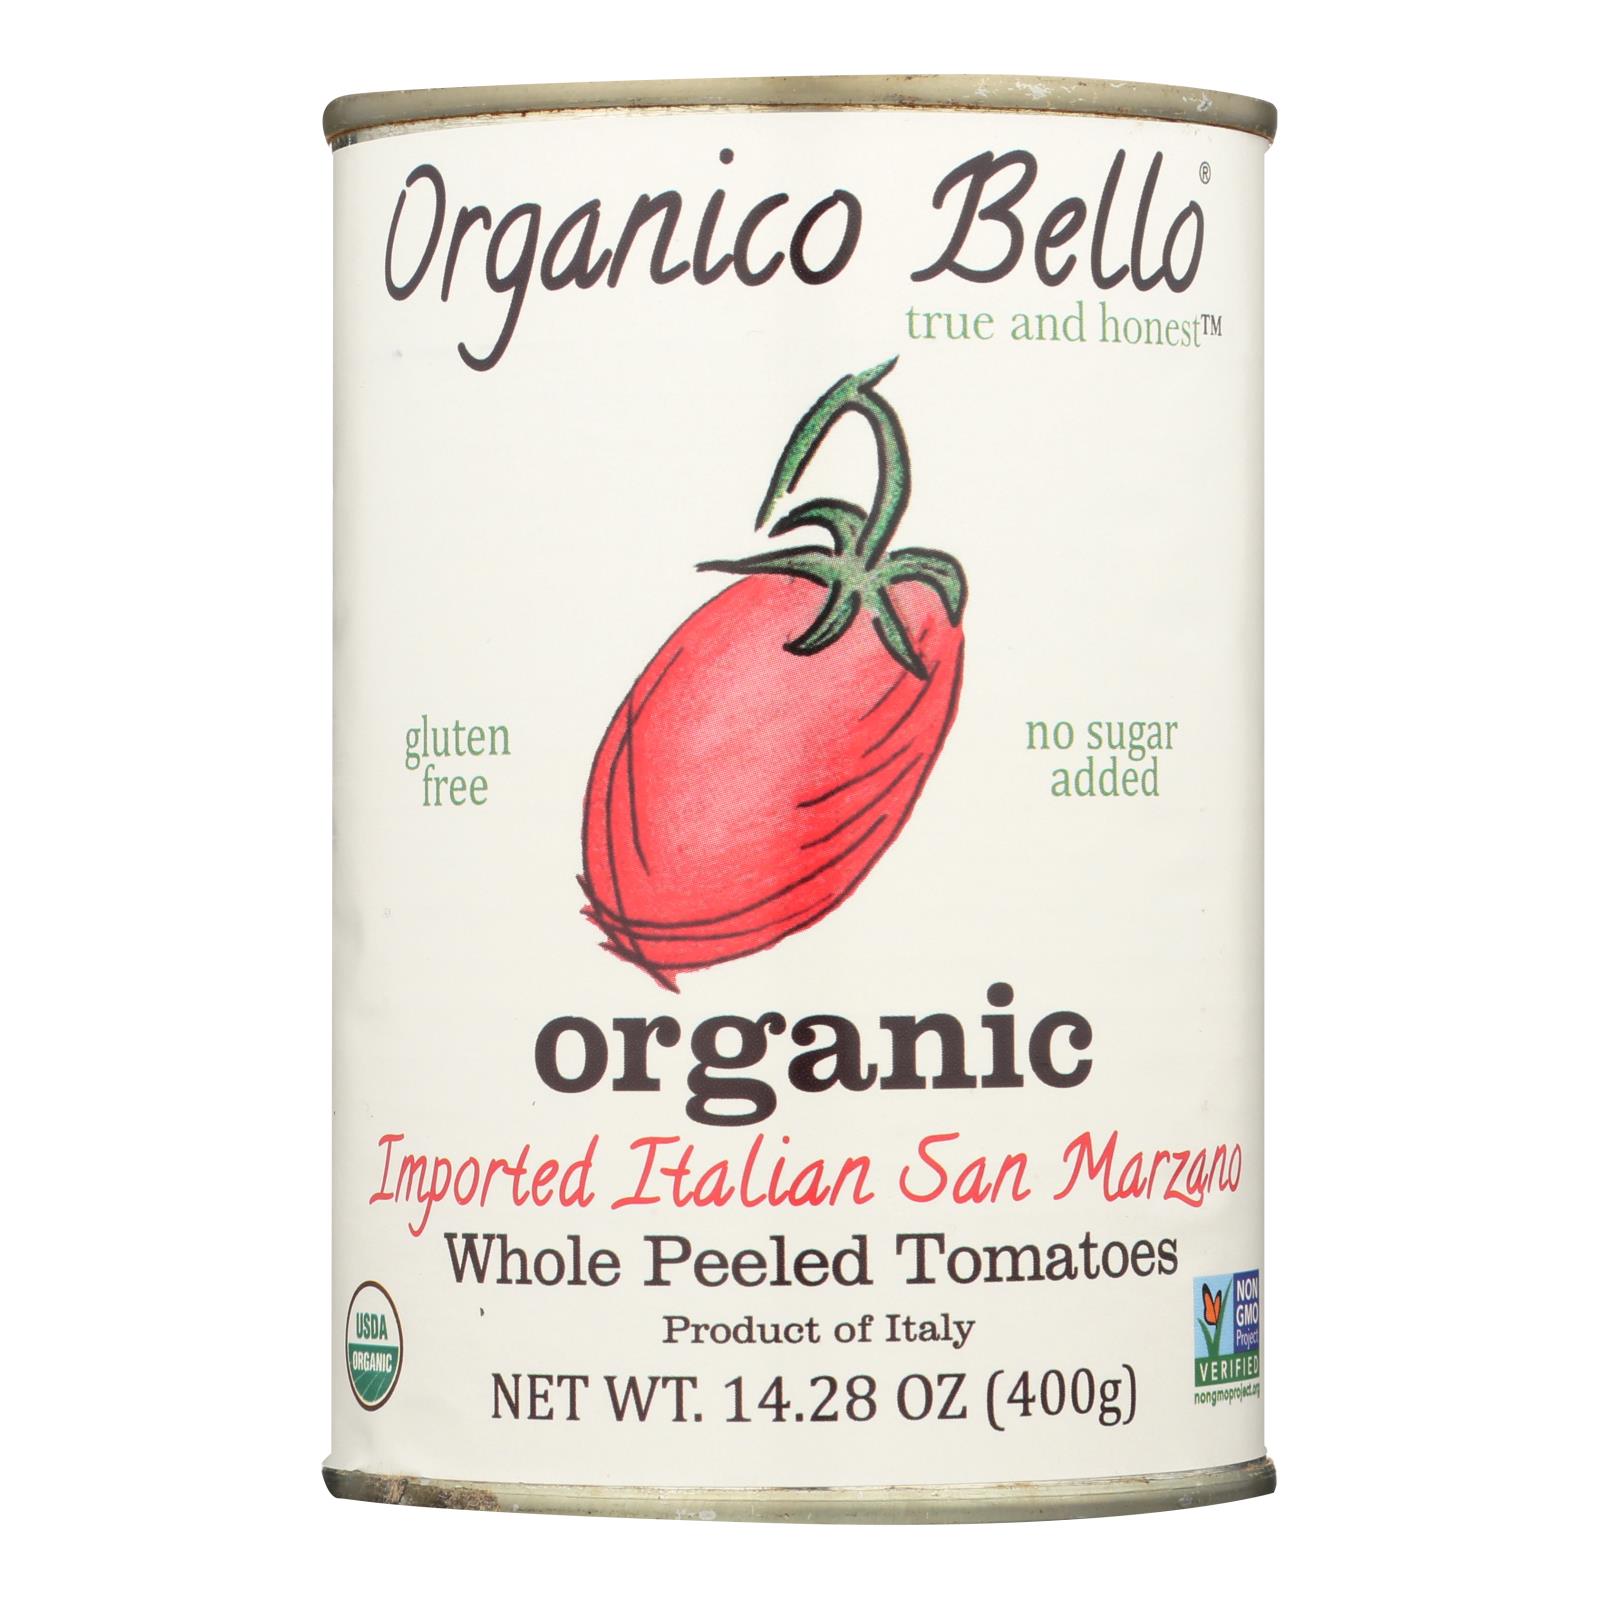 Organico Bello®
true and honest™
gluten
free
no sugar
added
organic
Imported Italian San Marzano
Whole Peeled Tomatoes
Product of Italy
NET WT. 14.28 OZ (400g)
USDA
ORGANIC
NON
GMO
Project
VERIFIED
nongmoproject.org